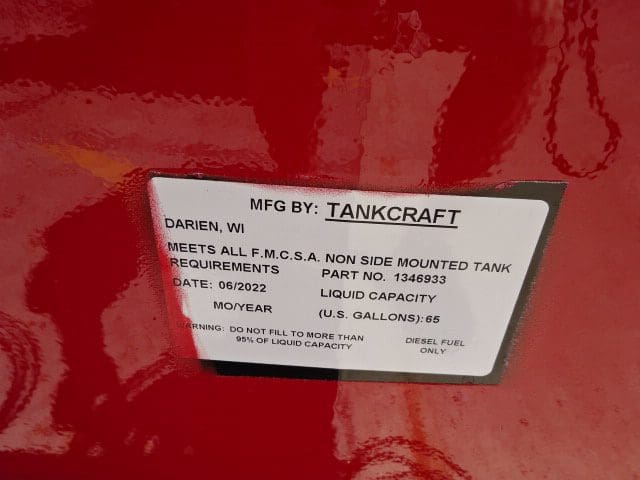 MFG BY: TANKCRAFT
DARIEN, WI
MEETS ALL F.M.C.S.A. NON SIDE MOUNTED TANK
REQUIREMENTS PART NO. 1346933
DATE: 06/2022 LIQUID CAPACITY
MO/YEAR (U.S. GALLONS): 65
WARNING: DO NOT FILL TO MORE THAN DIESEL FUEL
95% OF LIQUID CAPACITY ONLY